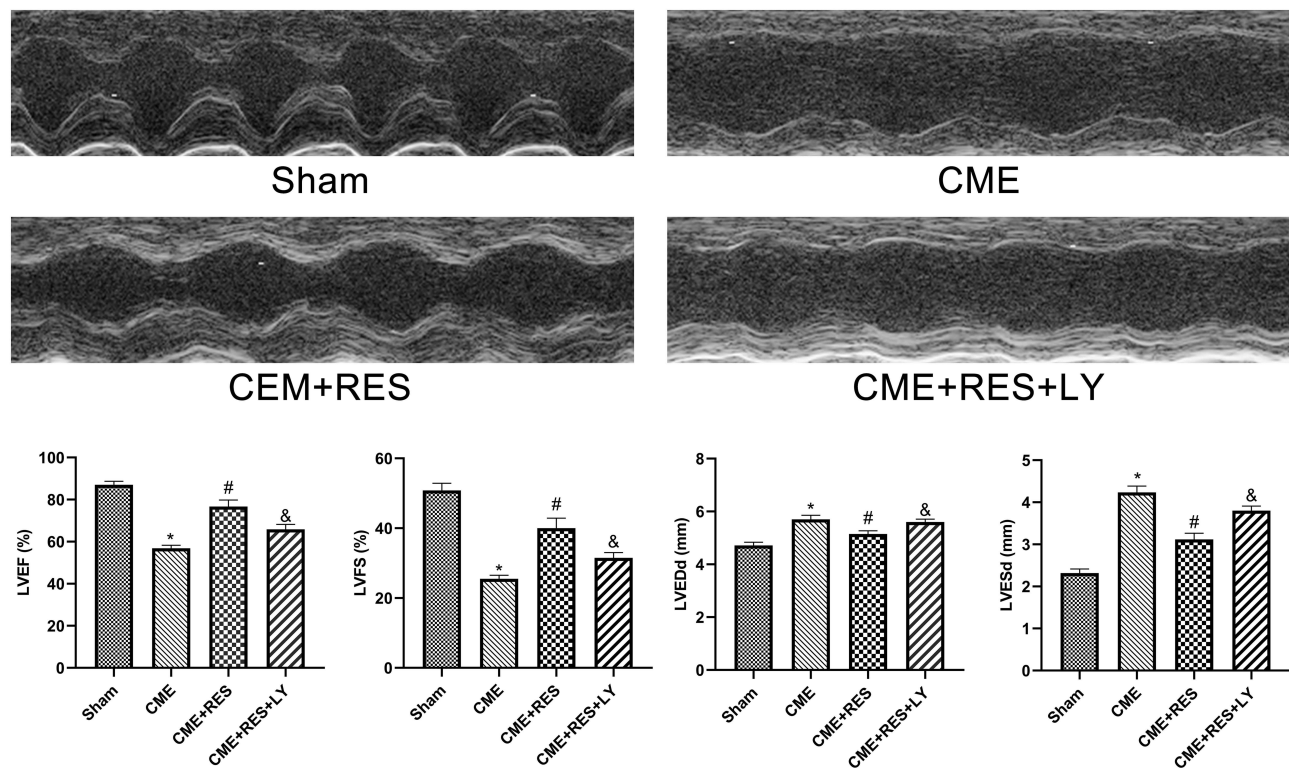 Sham
CME
CEM+RES
CME+RES+LY
LVEF (%)
100
80
60
40
20
0
*
#
&
Sham
CME
CME+RES
CME+RES+LY
LVFS (%)
60
40
20
0
*
#
&
Sham
CME
CME+RES
CME+RES+LY
LVEDd (mm)
8
6
4
2
0
*
#
&
Sham
CME
CME+RES
CME+RES+LY
LVESd (mm)
5
4
3
2
1
0
*
#
&
Sham
CME
CME+RES
CME+RES+LY